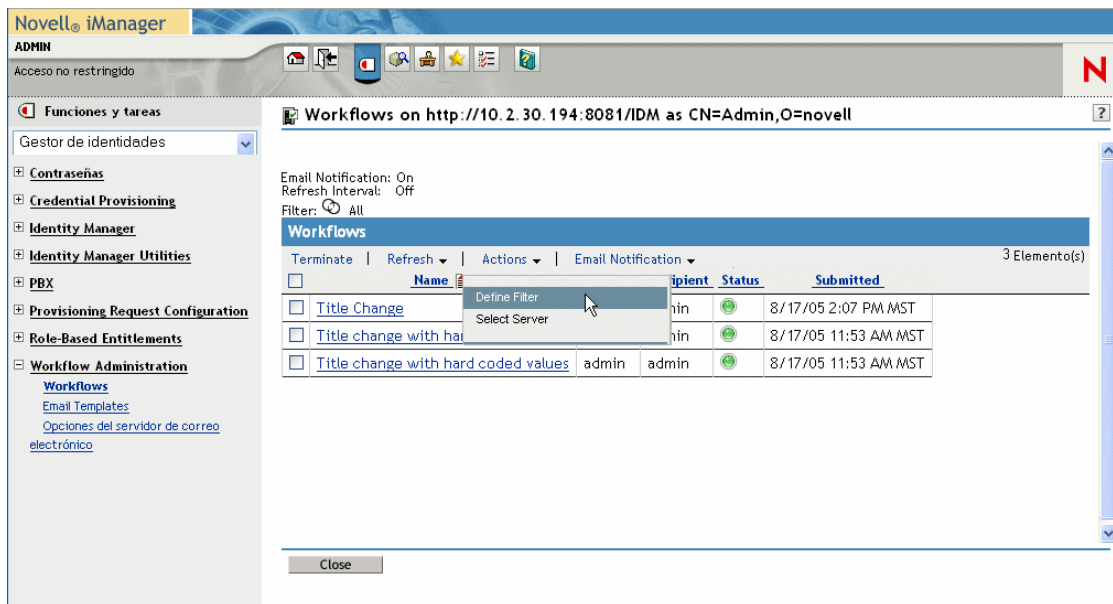 Novell® iManager
ADMIN
Acceso no restringido
N
Funciones y tareas
Gestor de identidades
Contraseñas
Credential Provisioning
Identity Manager
Identity Manager Utilities
PBX
Provisioning Request Configuration
Role-Based Entitlements
Workflow Administration
Workflows
Email Templates
Opciones del servidor de correo
electrónico
Workflows on http://10.2.30.194:8081/IDM as CN=Admin,O=novell
?
Email Notification: On
Refresh Interval: Off
Filter: All
Workflows
Terminate | Refresh | Actions | Email Notification
3 Elemento(s)
Name Status Submitted
Define Filter
Select Server
Title Change 8/17/05 2:07 PM MST
Title change with 8/17/05 11:53 AM MST
Title change with hard coded values admin admin 8/17/05 11:53 AM MST
Close